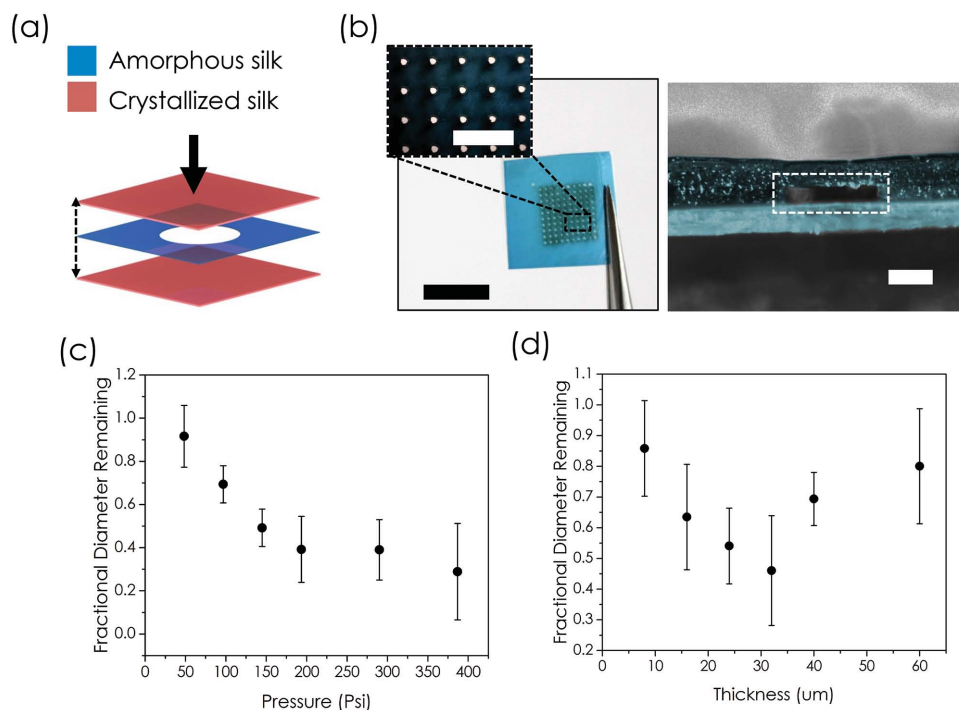 (a)
Amorphous silk
Crystallized silk
(b)
(c)
Fractional Diameter Remaining
1.2
1.0
0.8
0.6
0.4
0.2
0.0
0 50 100 150 200 250 300 350 400
Pressure (Psi)
(d)
Fractional Diameter Remaining
1.1
1.0
0.9
0.8
0.7
0.6
0.5
0.4
0.3
0.2
0 10 20 30 40 50 60
Thickness (um)